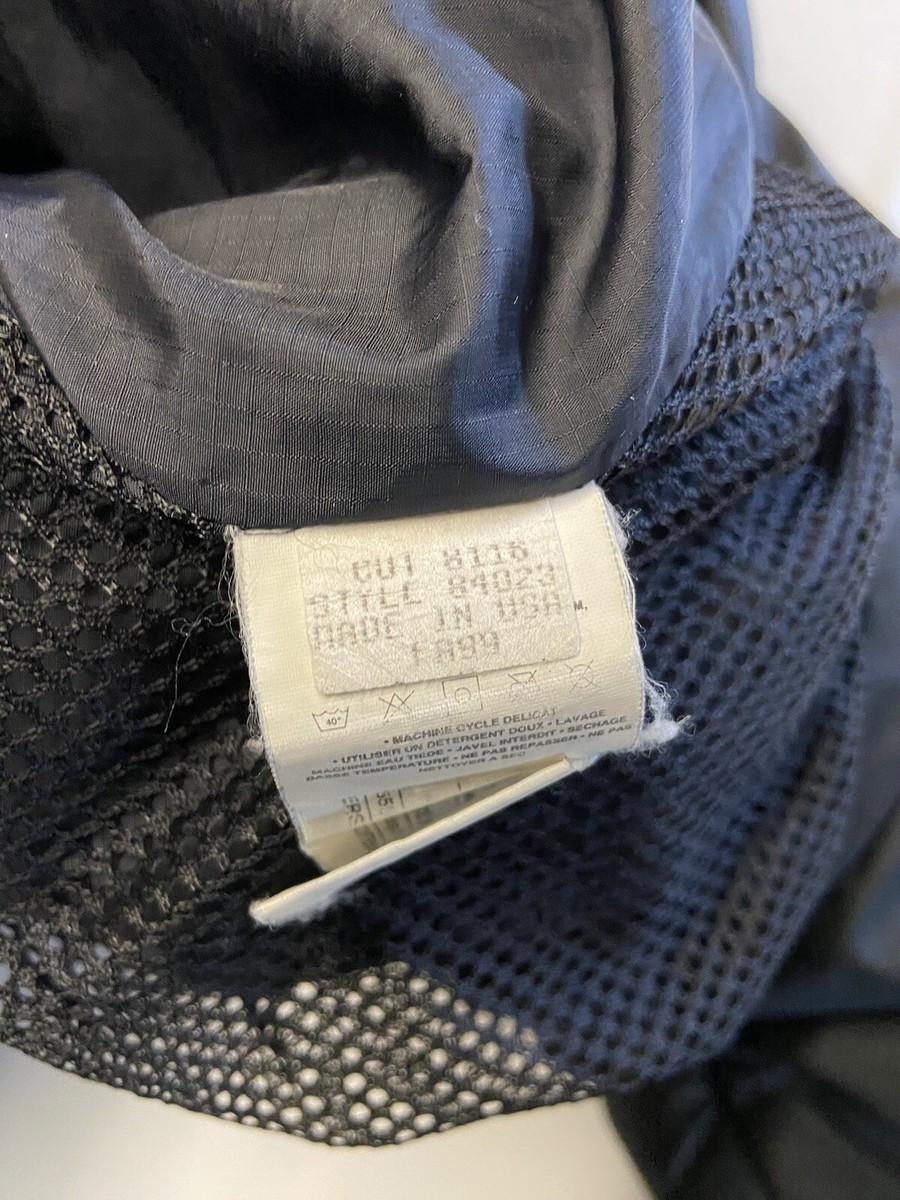 CUT 8116
STYLE 84023
MADE IN USA
M.
FA99
40°
• MACHINE CYCLE DELICAT
• UTILISER UN DETERGENT DOUX • LAVAGE
MACHINE EAU TIEDE • JAVEL INTERDIT • SECHAGE
BASSE TEMPERATURE • NE PAS REPASSER • NE PAS
NETTOYER A SEC